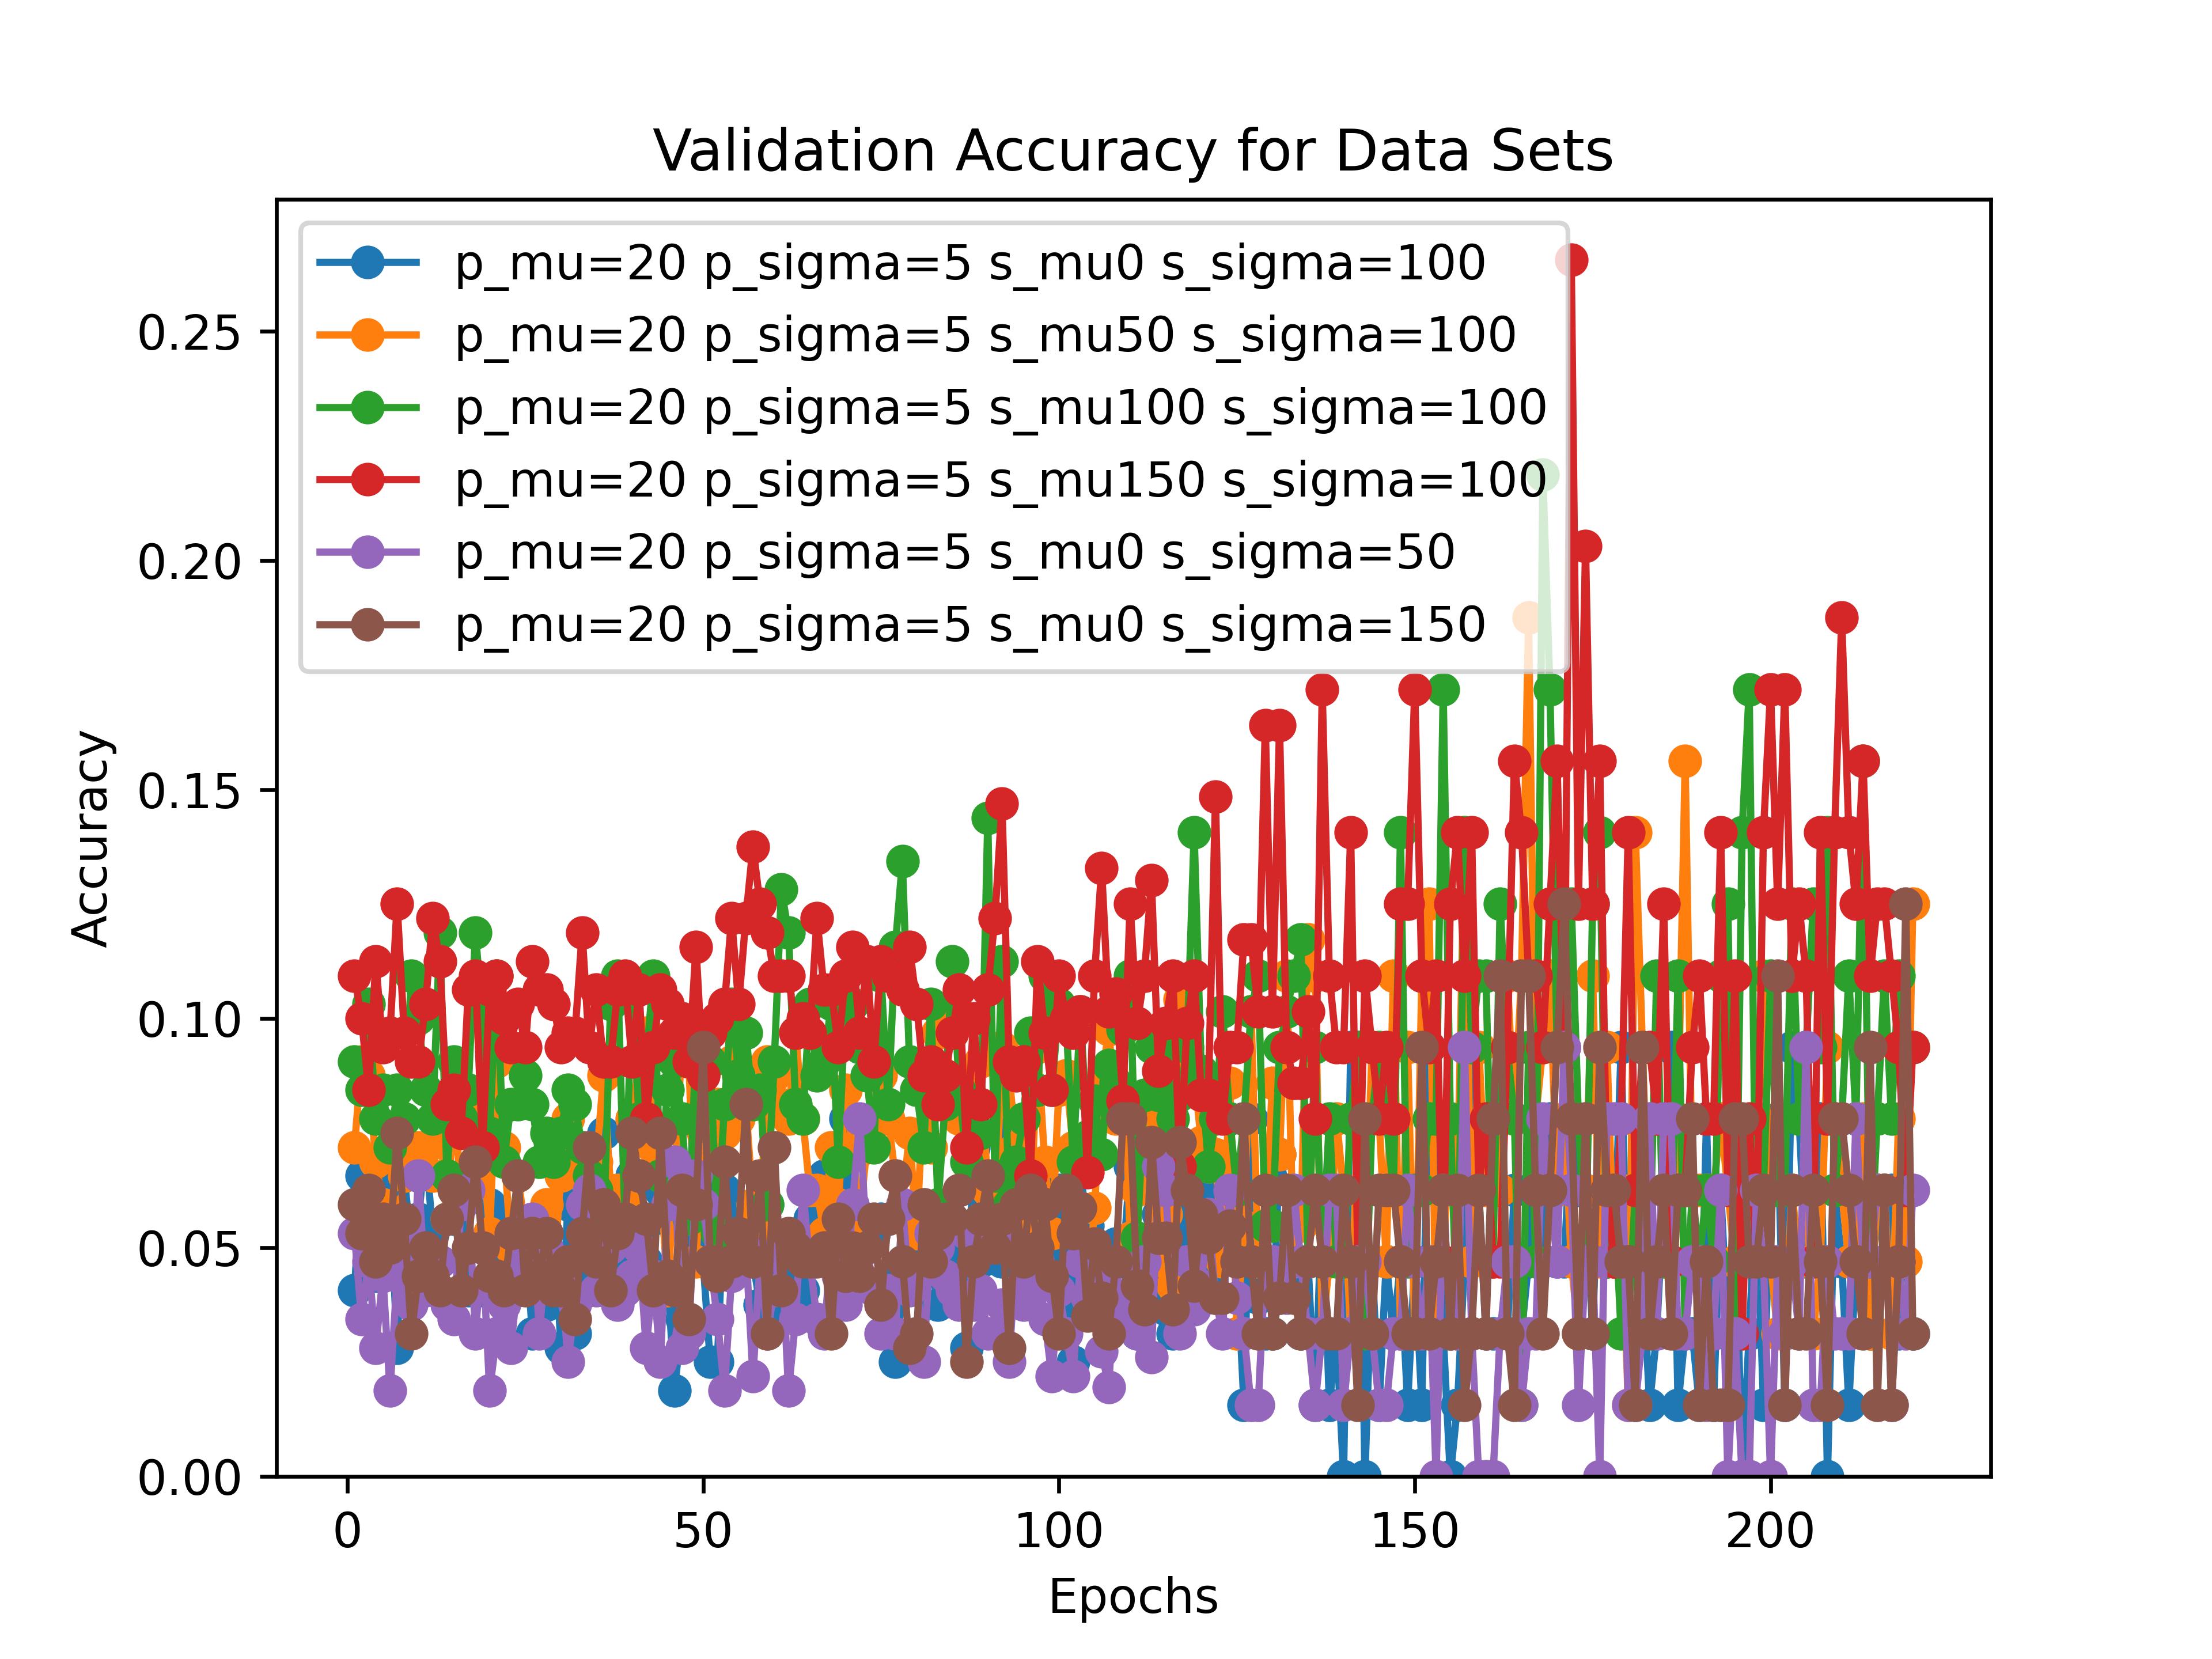 Validation Accuracy for Data Sets
p_mu=20 p_sigma=5 s_mu0 s_sigma=100
p_mu=20 p_sigma=5 s_mu50 s_sigma=100
p_mu=20 p_sigma=5 s_mu100 s_sigma=100
p_mu=20 p_sigma=5 s_mu150 s_sigma=100
p_mu=20 p_sigma=5 s_mu0 s_sigma=50
p_mu=20 p_sigma=5 s_mu0 s_sigma=150
Accuracy
0.25
0.20
0.15
0.10
0.05
0.00
0 50 100 150 200
Epochs